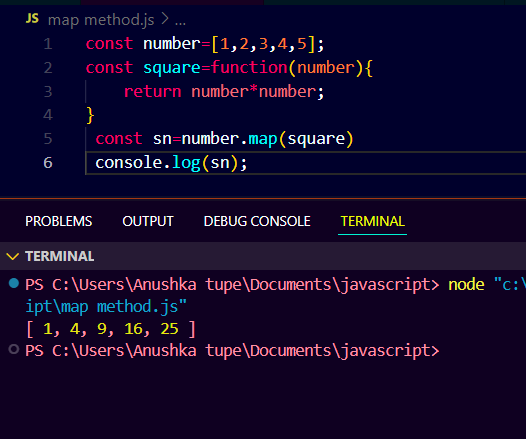 JS map method.js > ...
1 const number=[1,2,3,4,5];
2 const square=function(number){
3 return number*number;
4 }
5 const sn=number.map(square)
6 console.log(sn);
PROBLEMS OUTPUT DEBUG CONSOLE TERMINAL
TERMINAL
PS C:\Users\Anushka tupe\Documents\javascript> node "c:\
ipt\map method.js"
[ 1, 4, 9, 16, 25 ]
PS C:\Users\Anushka tupe\Documents\javascript>